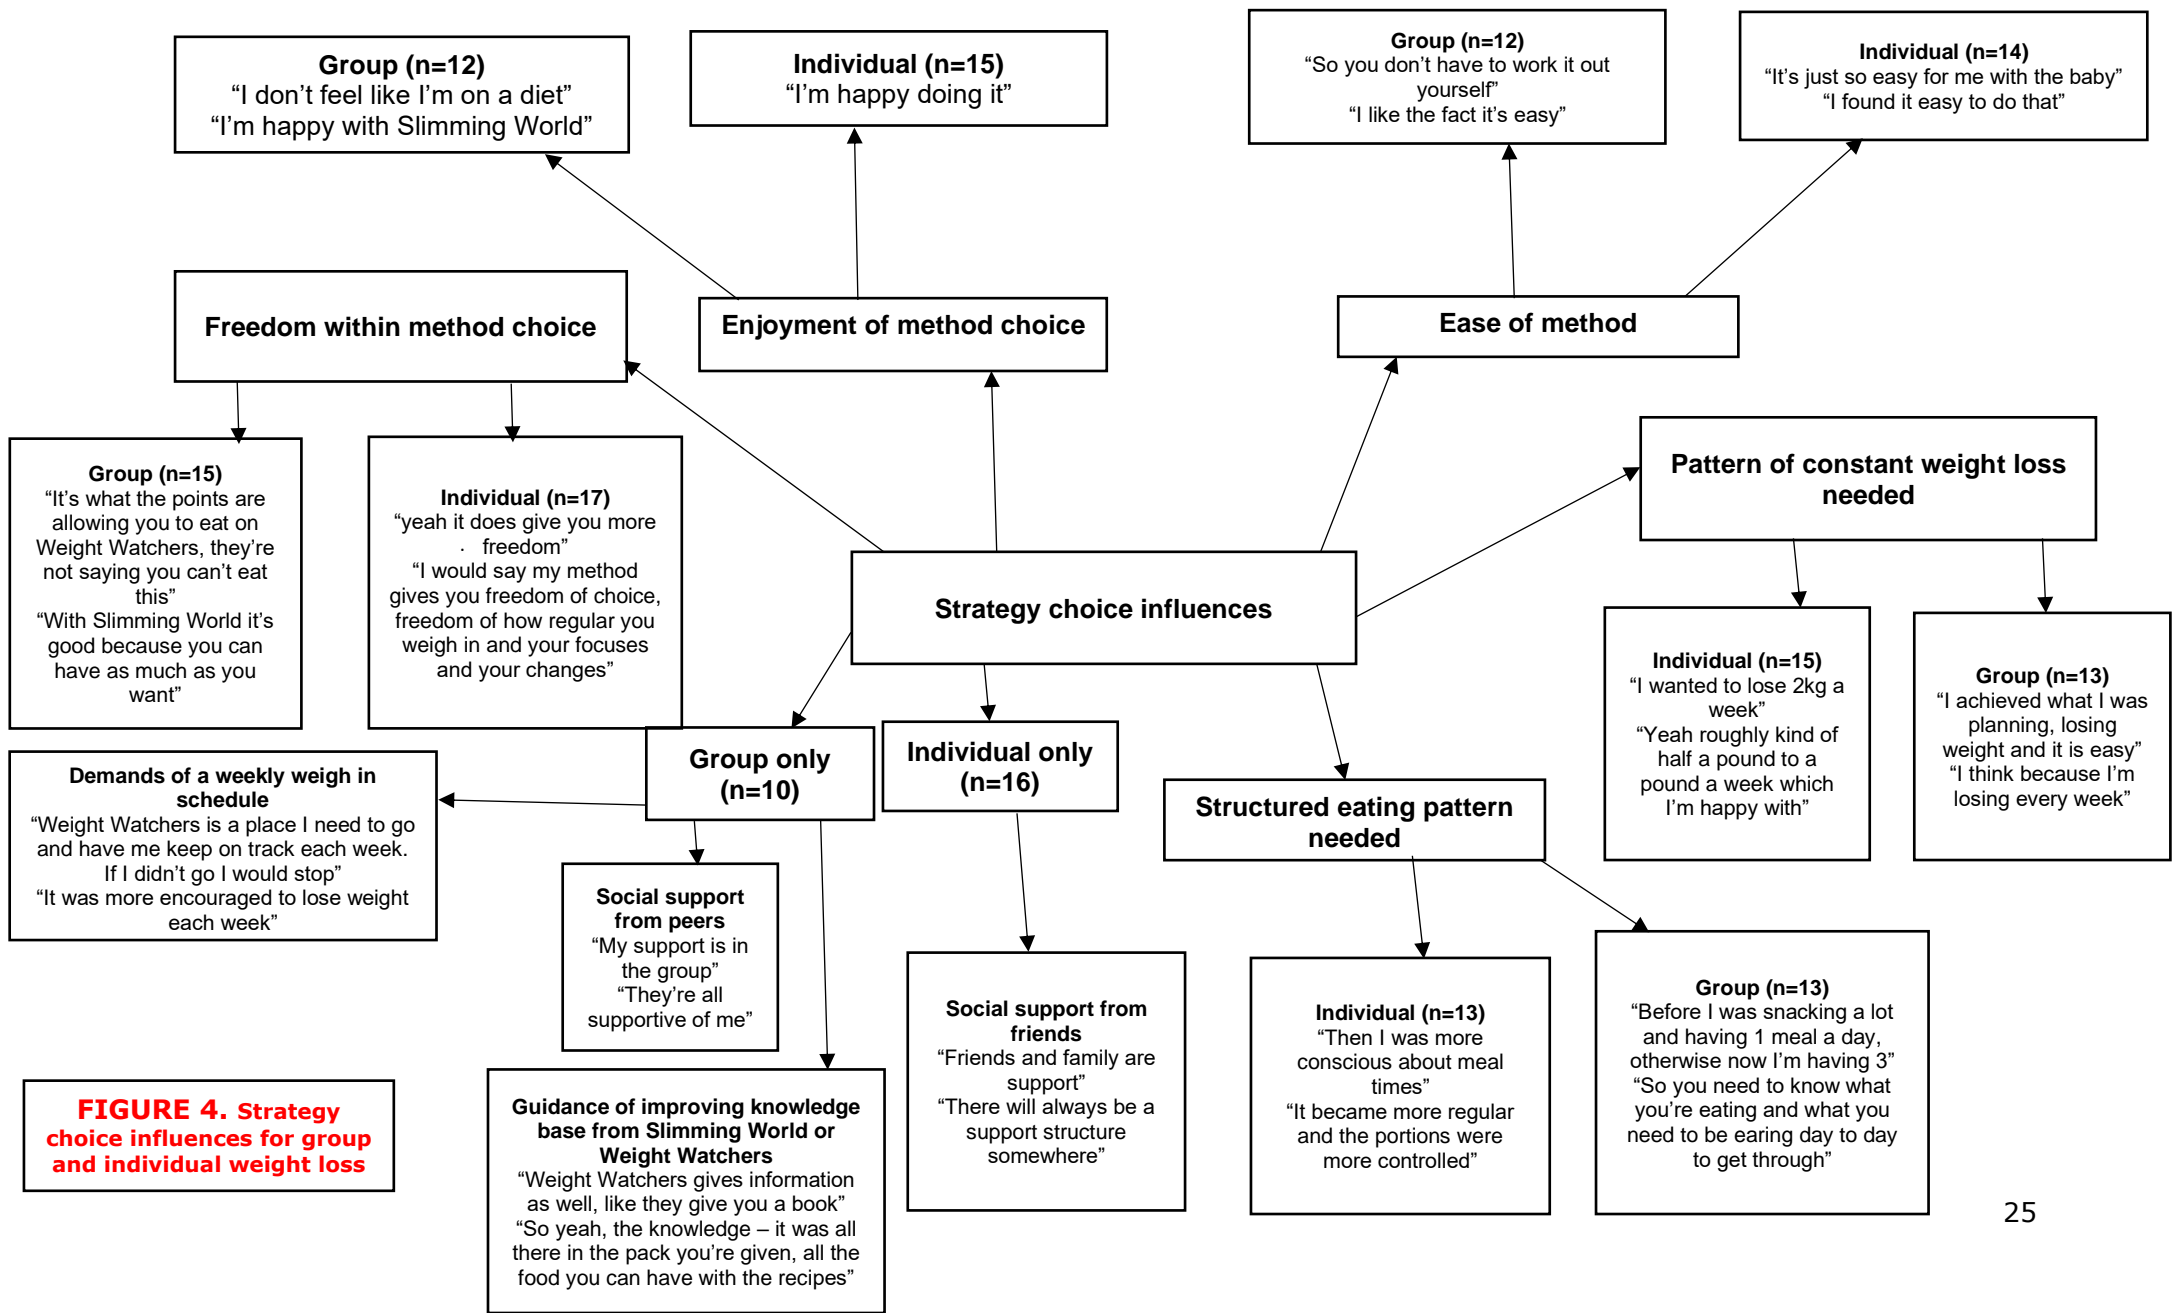 Group (n=12)
“I don’t feel like I’m on a diet”
“I’m happy with Slimming World”
Individual (n=15)
“I’m happy doing it”
Group (n=12)
“So you don’t have to work it out
yourself”
“I like the fact it’s easy”
Individual (n=14)
“It’s just so easy for me with the baby”
“I found it easy to do that”
Freedom within method choice
Enjoyment of method choice
Ease of method
Group (n=15)
“It’s what the points are
allowing you to eat on
Weight Watchers, they’re
not saying you can’t eat
this”
“With Slimming World it’s
good because you can
have as much as you
want”
Individual (n=17)
“yeah it does give you more
. freedom”
“I would say my method
gives you freedom of choice,
freedom of how regular you
weigh in and your focuses
and your changes”
Pattern of constant weight loss
needed
Strategy choice influences
Individual (n=15)
“I wanted to lose 2kg a
week”
“Yeah roughly kind of
half a pound to a
pound a week which
I’m happy with”
Group (n=13)
“I achieved what I was
planning, losing
weight and it is easy”
“I think because I’m
losing every week”
Group only
(n=10)
Individual only
(n=16)
Structured eating pattern
needed
Demands of a weekly weigh in
schedule
“Weight Watchers is a place I need to go
and have me keep on track each week.
If I didn’t go I would stop”
“It was more encouraged to lose weight
each week”
Social support
from peers
“My support is in
the group”
“They’re all
supportive of me”
Social support from
friends
“Friends and family are
support”
“There will always be a
support structure
somewhere”
Individual (n=13)
“Then I was more
conscious about meal
times”
“It became more regular
and the portions were
more controlled”
Group (n=13)
“Before I was snacking a lot
and having 1 meal a day,
otherwise now I’m having 3”
“So you need to know what
you’re eating and what you
need to be earing day to day
to get through”
Guidance of improving knowledge
base from Slimming World or
Weight Watchers
“Weight Watchers gives information
as well, like they give you a book”
“So yeah, the knowledge – it was all
there in the pack you’re given, all the
food you can have with the recipes”
FIGURE 4. Strategy
choice influences for group
and individual weight loss
25